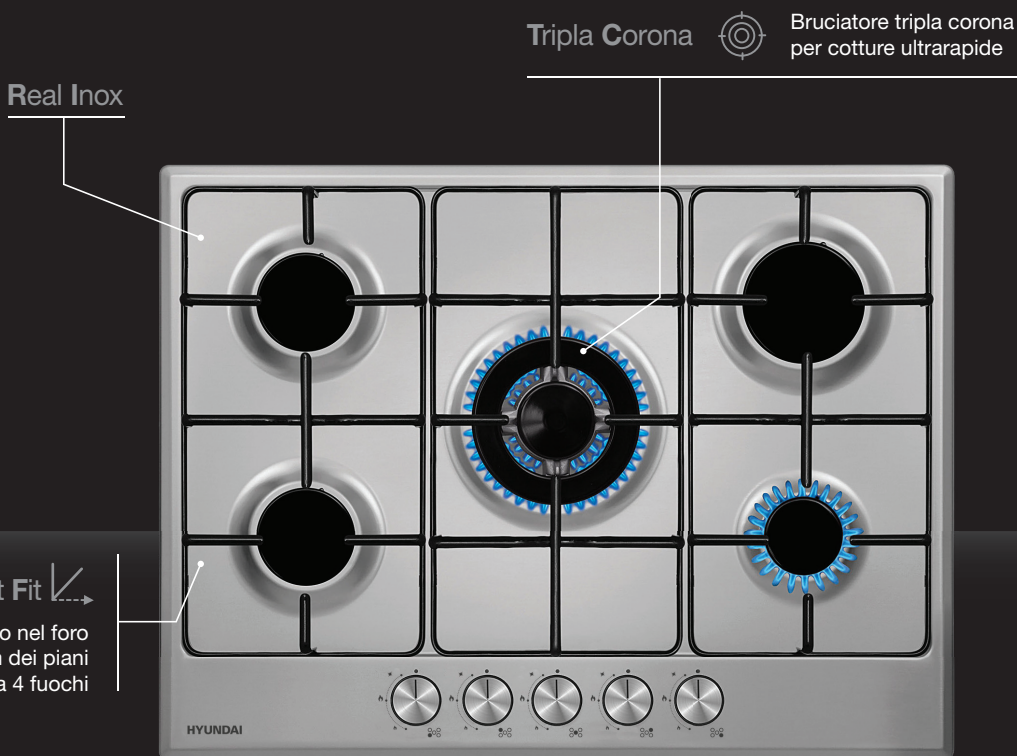 Tripla Corona
Bruciatore tripla corona
per cotture ultrarapide
Real Inox
Fit
nel foro
dei piani
a 4 fuochi
HYUNDAI